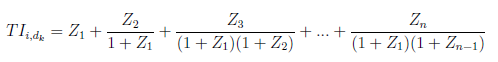 $TI_{i,d_k} = Z_1 + \frac{Z_2}{1 + Z_1} + \frac{Z_3}{(1 + Z_1)(1 + Z_2)} + ... + \frac{Z_n}{(1 + Z_1)(1 + Z_{n-1})}$